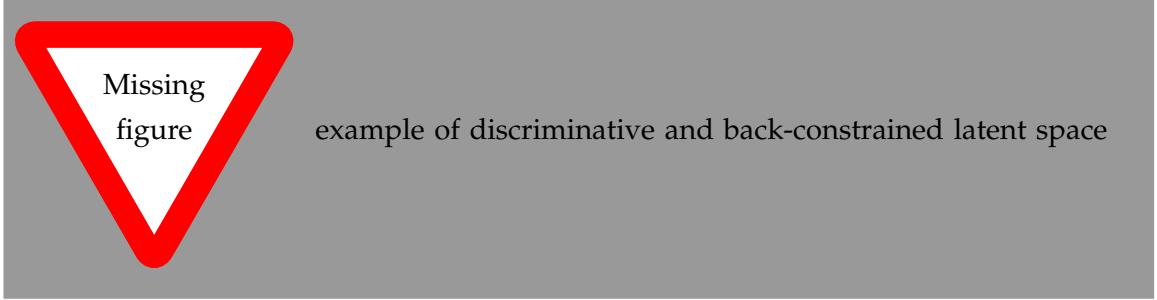 Missing
figure
example of discriminative and back-constrained latent space